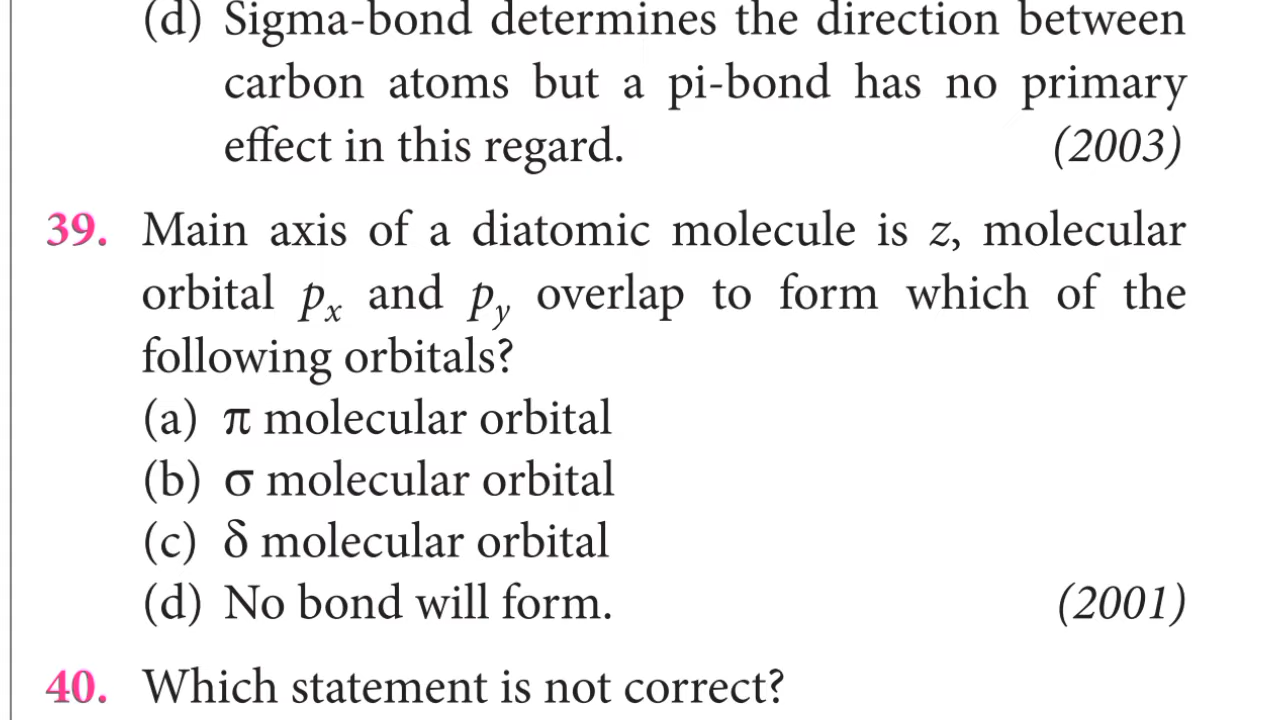 (d) Sigma-bond determines the direction between
carbon atoms but a pi-bond has no primary
effect in this regard. (2003)
39. Main axis of a diatomic molecule is z, molecular
orbital pₓ and p_y overlap to form which of the
following orbitals?
(a) π molecular orbital
(b) σ molecular orbital
(c) δ molecular orbital
(d) No bond will form. (2001)
40. Which statement is not correct?